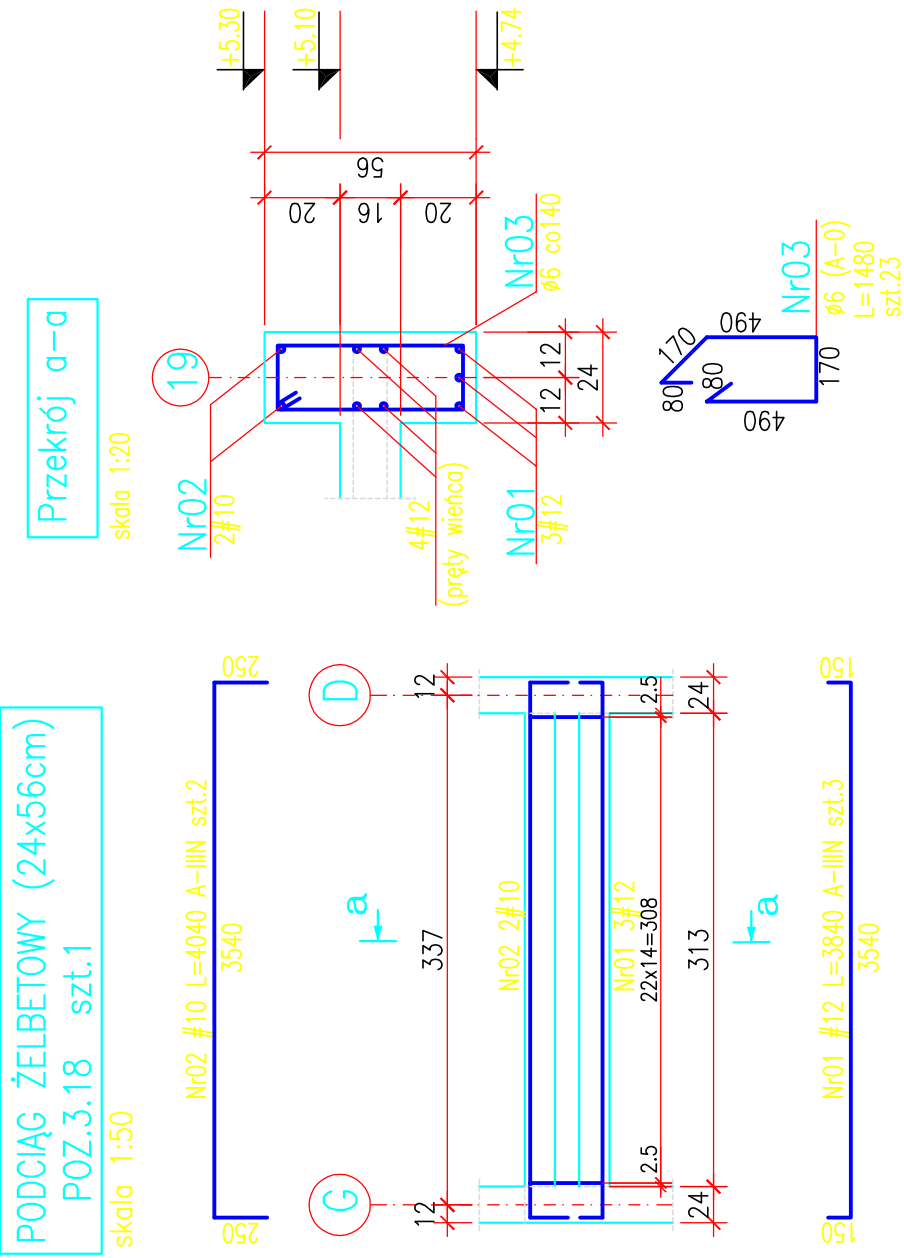 PODCIĄG ŻELBETOWY (24x56cm)
POZ.3.18 szt.1
skala 1:50
Nr02 #10 L=4040 A-IIIN szt.2
3540
250
250
G
D
12
337
12
a
a
Nr02 2#10
Nr01 3#12
2.5
22x14=308
2.5
24
313
24
Nr01 #12 L=3840 A-IIIN szt.3
3540
150
150
Przekrój a-a
skala 1:20
19
Nr02
2#10
4#12
(pręty wieńca)
Nr01
3#12
Nr03
ø6 co140
12
12
24
20
16
20
56
+5.30
+5.10
+4.74
80
170
80
490
490
170
Nr03
ø6 (A-0)
L=1480
szt.23